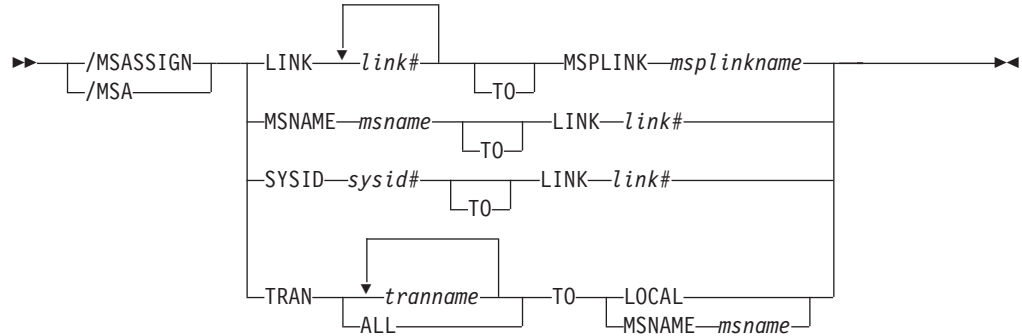 /MSASSIGN LINK link# MSPLINK msplinkname
/MSA TO
MSNAME msname LINK link#
TO
SYSID sysid# LINK link#
TO
TRAN tranname TO LOCAL
ALL MSNAME msname